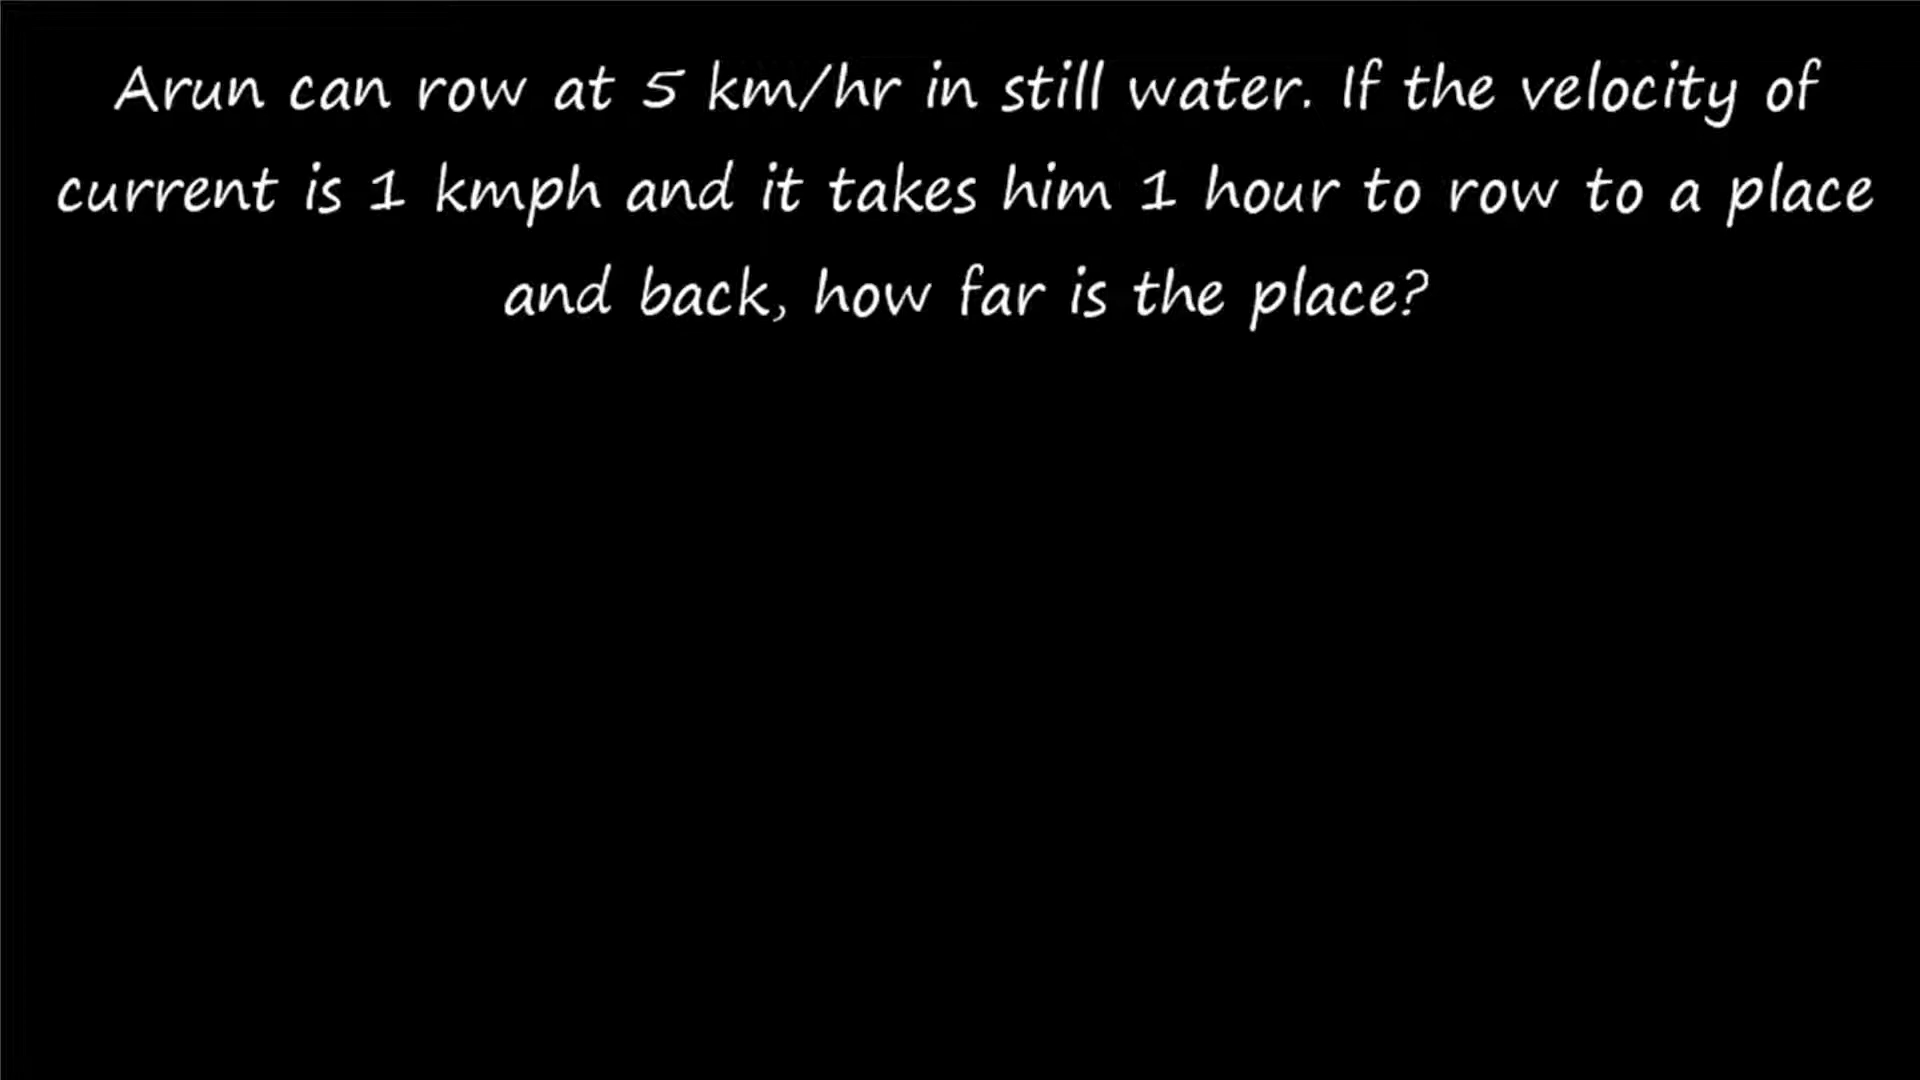 Arun can row at 5 km/hr in still water. If the velocity of
current is 1 kmph and it takes him 1 hour to row to a place
and back, how far is the place?